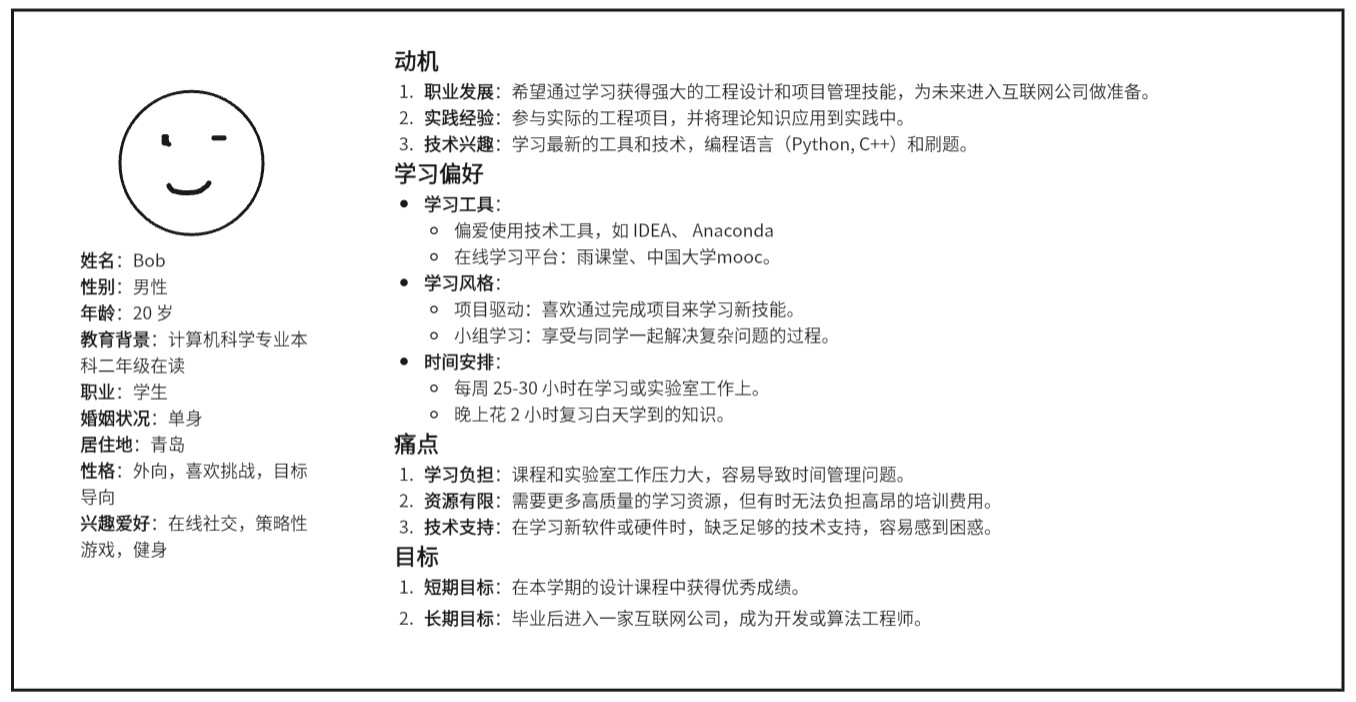 姓名：Bob
性别：男性
年龄：20 岁
教育背景：计算机科学专业本
科二年级在读
职业：学生
婚姻状况：单身
居住地：青岛
性格：外向，喜欢挑战，目标
导向
兴趣爱好：在线社交，策略性
游戏，健身
动机
1. 职业发展：希望通过学习获得强大的工程设计和项目管理技能，为未来进入互联网公司做准备。
2. 实践经验：参与实际的工程项目，并将理论知识应用到实践中。
3. 技术兴趣：学习最新的工具和技术，编程语言（Python, C++）和刷题。
学习偏好
学习工具：
偏爱使用技术工具，如 IDEA、 Anaconda
在线学习平台：雨课堂、中国大学mooc。
学习风格：
项目驱动：喜欢通过完成项目来学习新技能。
小组学习：享受与同学一起解决复杂问题的过程。
时间安排：
每周 25-30 小时在学习或实验室工作上。
晚上花 2 小时复习白天学到的知识。
痛点
1. 学习负担：课程和实验室工作压力大，容易导致时间管理问题。
2. 资源有限：需要更多高质量的学习资源，但有时无法负担高昂的培训费用。
3. 技术支持：在学习新软件或硬件时，缺乏足够的技术支持，容易感到困惑。
目标
1. 短期目标：在本学期的设计课程中获得优秀成绩。
2. 长期目标：毕业后进入一家互联网公司，成为开发或算法工程师。